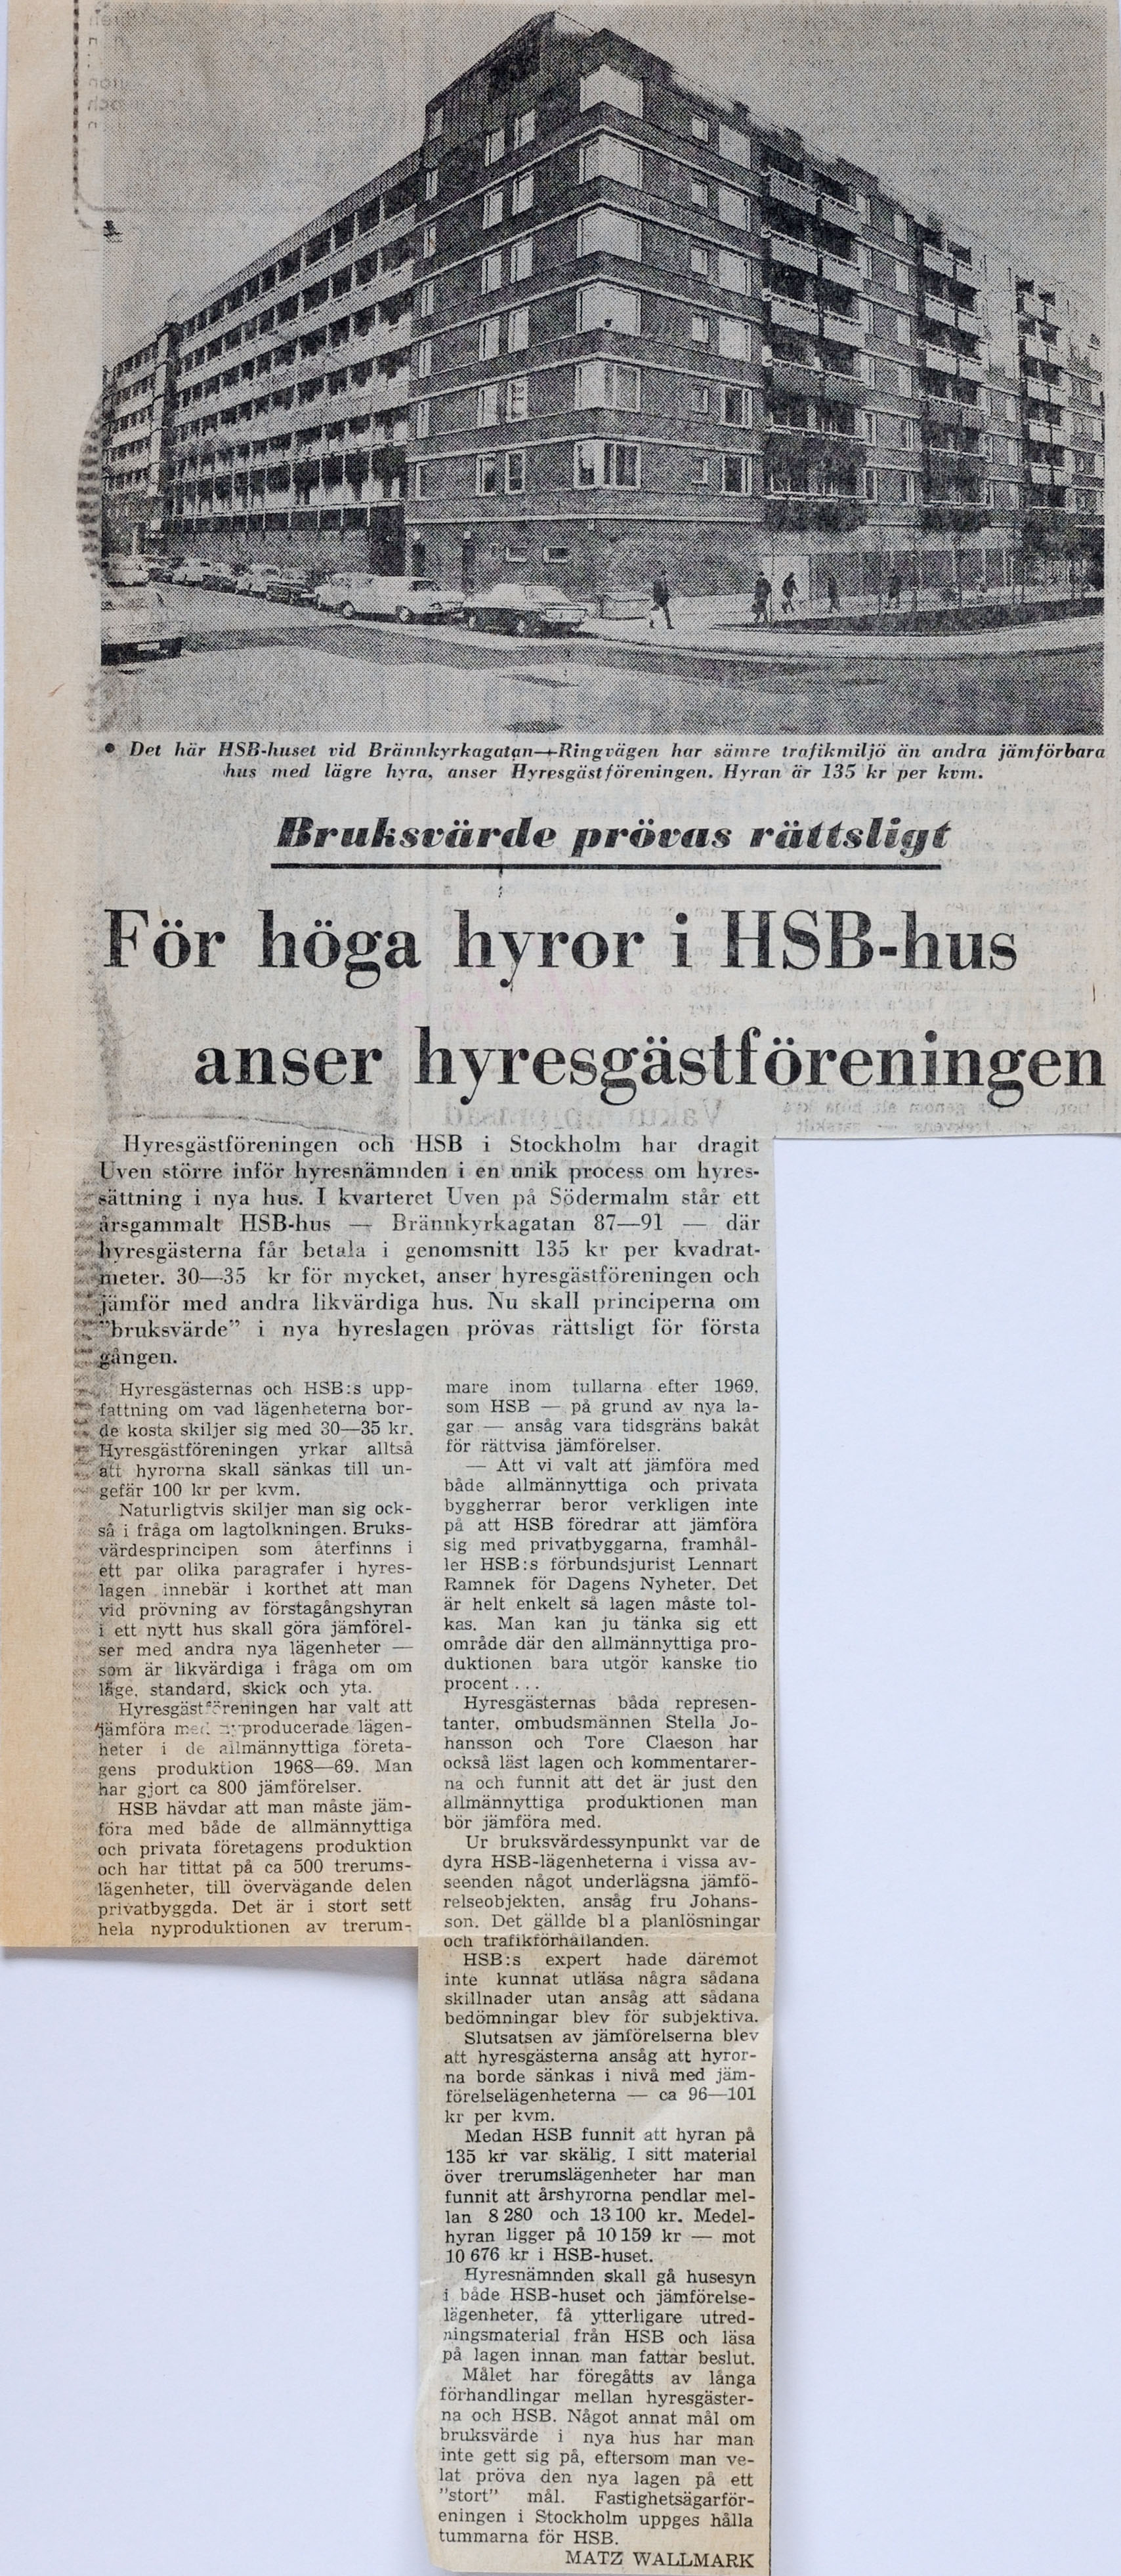 • Det här HSB-huset vid Brännkyrkagatan—Ringvägen har sämre trafikmiljö än andra jämförbara
hus med lägre hyra, anser Hyresgästföreningen. Hyran är 135 kr per kvm.
Bruksvärde prövas rättsligt
För höga hyror i HSB-hus
anser hyresgästföreningen
Hyresgästföreningen och HSB i Stockholm har dragit
Uven större inför hyresnämnden i en unik process om hyres-
sättning i nya hus. I kvarteret Uven på Södermalm står ett
årsgammalt HSB-hus — Brännkyrkagatan 87—91 — där
hyresgästerna får betala i genomsnitt 135 kr per kvadrat-
meter. 30—35 kr för mycket, anser hyresgästföreningen och
jämför med andra likvärdiga hus. Nu skall principerna om
”bruksvärde” i nya hyreslagen prövas rättsligt för första
gången.
Hyresgästernas och HSB:s upp-
fattning om vad lägenheterna bor-
de kosta skiljer sig med 30—35 kr.
Hyresgästföreningen yrkar alltså
att hyrorna skall sänkas till un-
gefär 100 kr per kvm.
Naturligtvis skiljer man sig ock-
så i fråga om lagtolkningen. Bruks-
värdesprincipen som återfinns i
ett par olika paragrafer i hyres-
lagen innebär i korthet att man
vid prövning av förstagångshyran
i ett nytt hus skall göra jämförel-
ser med andra nya lägenheter —
som är likvärdiga i fråga om om
läge, standard, skick och yta.
Hyresgästföreningen har valt att
jämföra med nyproducerade lägen-
heter i de allmännyttiga företa-
gens produktion 1968—69. Man
har gjort ca 800 jämförelser.
HSB hävdar att man måste jäm-
föra med både de allmännyttiga
och privata företagens produktion
och har tittat på ca 500 trerums-
lägenheter, till övervägande delen
privatbyggda. Det är i stort sett
hela nyproduktionen av trerum-
mare inom tullarna efter 1969,
som HSB — på grund av nya la-
gar — ansåg vara tidsgräns bakåt
för rättvisa jämförelser.
— Att vi valt att jämföra med
både allmännyttiga och privata
byggherrar beror verkligen inte
på att HSB föredrar att jämföra
sig med privatbyggarna, framhål-
ler HSB:s förbundsjurist Lennart
Ramnek för Dagens Nyheter. Det
är helt enkelt så lagen måste tol-
kas. Man kan ju tänka sig ett
område där den allmännyttiga pro-
duktionen bara utgör kanske tio
procent...
Hyresgästernas båda represen-
tanter, ombudsmännen Stella Jo-
hansson och Tore Claeson har
också läst lagen och kommentarer-
na och funnit att det är just den
allmännyttiga produktionen man
bör jämföra med.
Ur bruksvärdessynpunkt var de
dyra HSB-lägenheterna i vissa av-
seenden något underlägsna jämfö-
relseobjekten, ansåg fru Johans-
son. Det gällde bl a planlösningar
och trafikförhållanden.
HSB:s expert hade däremot
inte kunnat utläsa några sådana
skillnader utan ansåg att sådana
bedömningar blev för subjektiva.
Slutsatsen av jämförelserna blev
att hyresgästerna ansåg att hyror-
na borde sänkas i nivå med jäm-
förelselägenheterna — ca 96—101
kr per kvm.
Medan HSB funnit att hyran på
135 kr var skälig. I sitt material
över trerumslägenheter har man
funnit att årshyrorna pendlar mel-
lan 8 280 och 13 100 kr. Medel-
hyran ligger på 10 159 kr — mot
10 676 kr i HSB-huset.
Hyresnämnden skall gå husesyn
i både HSB-huset och jämförelse-
lägenheter, få ytterligare utred-
ningsmaterial från HSB och läsa
på lagen innan man fattar beslut.
Målet har föregåtts av långa
förhandlingar mellan hyresgäster-
na och HSB. Något annat mål om
bruksvärde i nya hus har man
inte gett sig på, eftersom man ve-
lat pröva den nya lagen på ett
”stort” mål. Fastighetsägarför-
eningen i Stockholm uppges hålla
tummarna för HSB.
MATZ WALLMARK